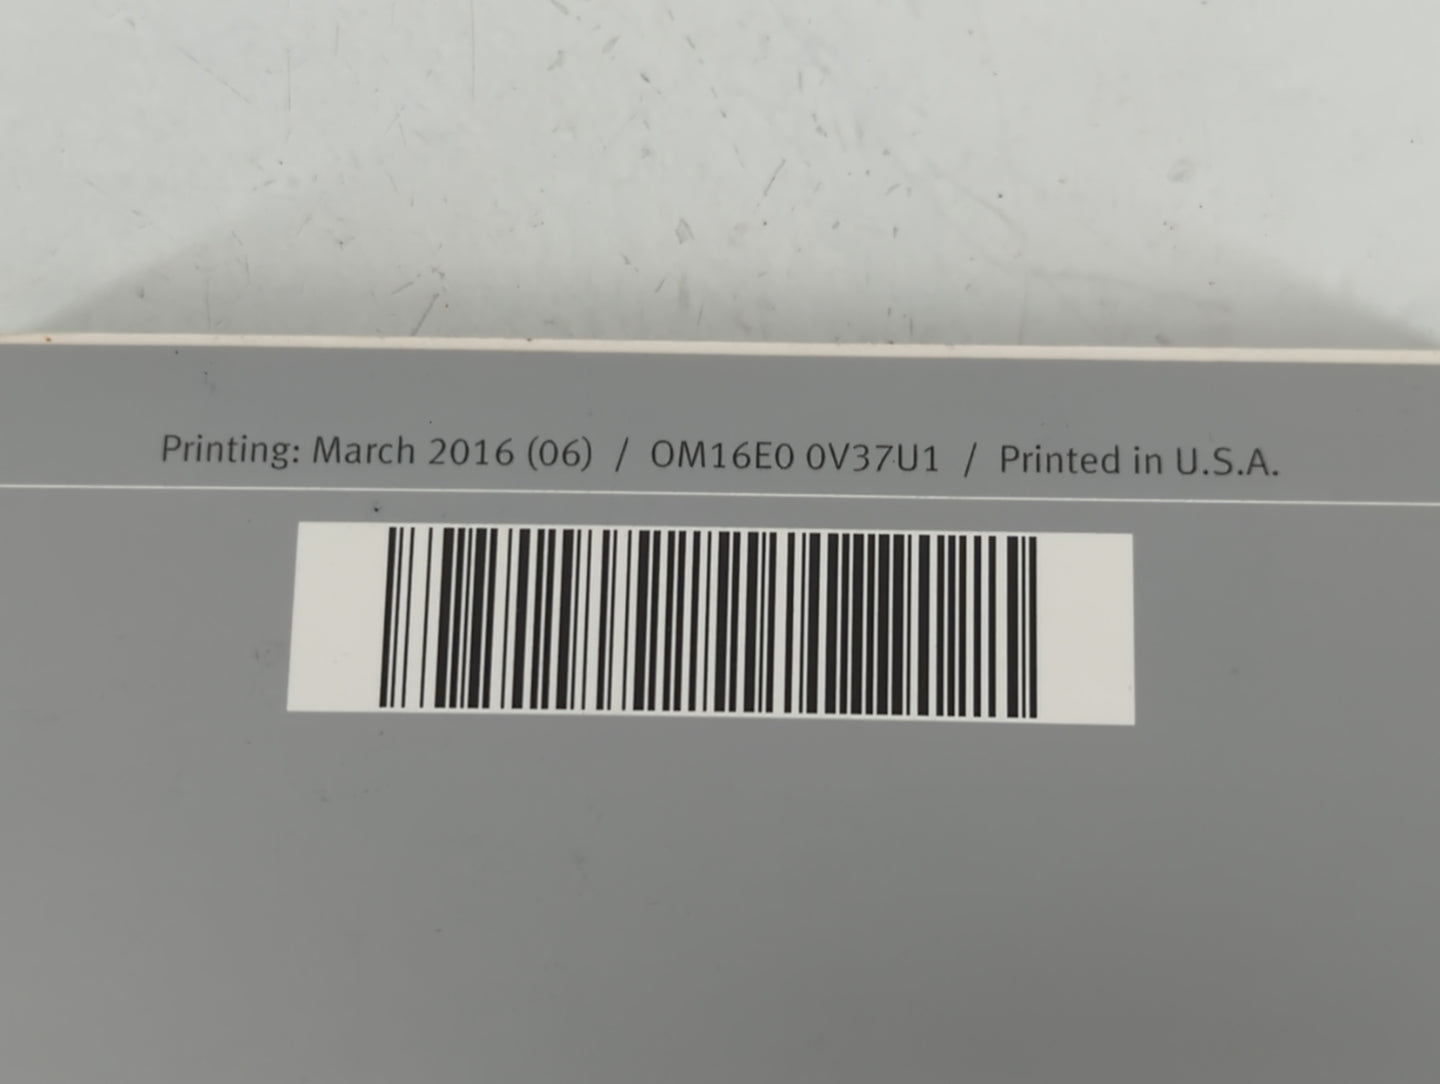 Printing: March 2016 (06) / OM16E0 0V37U1 / Printed in U.S.A.